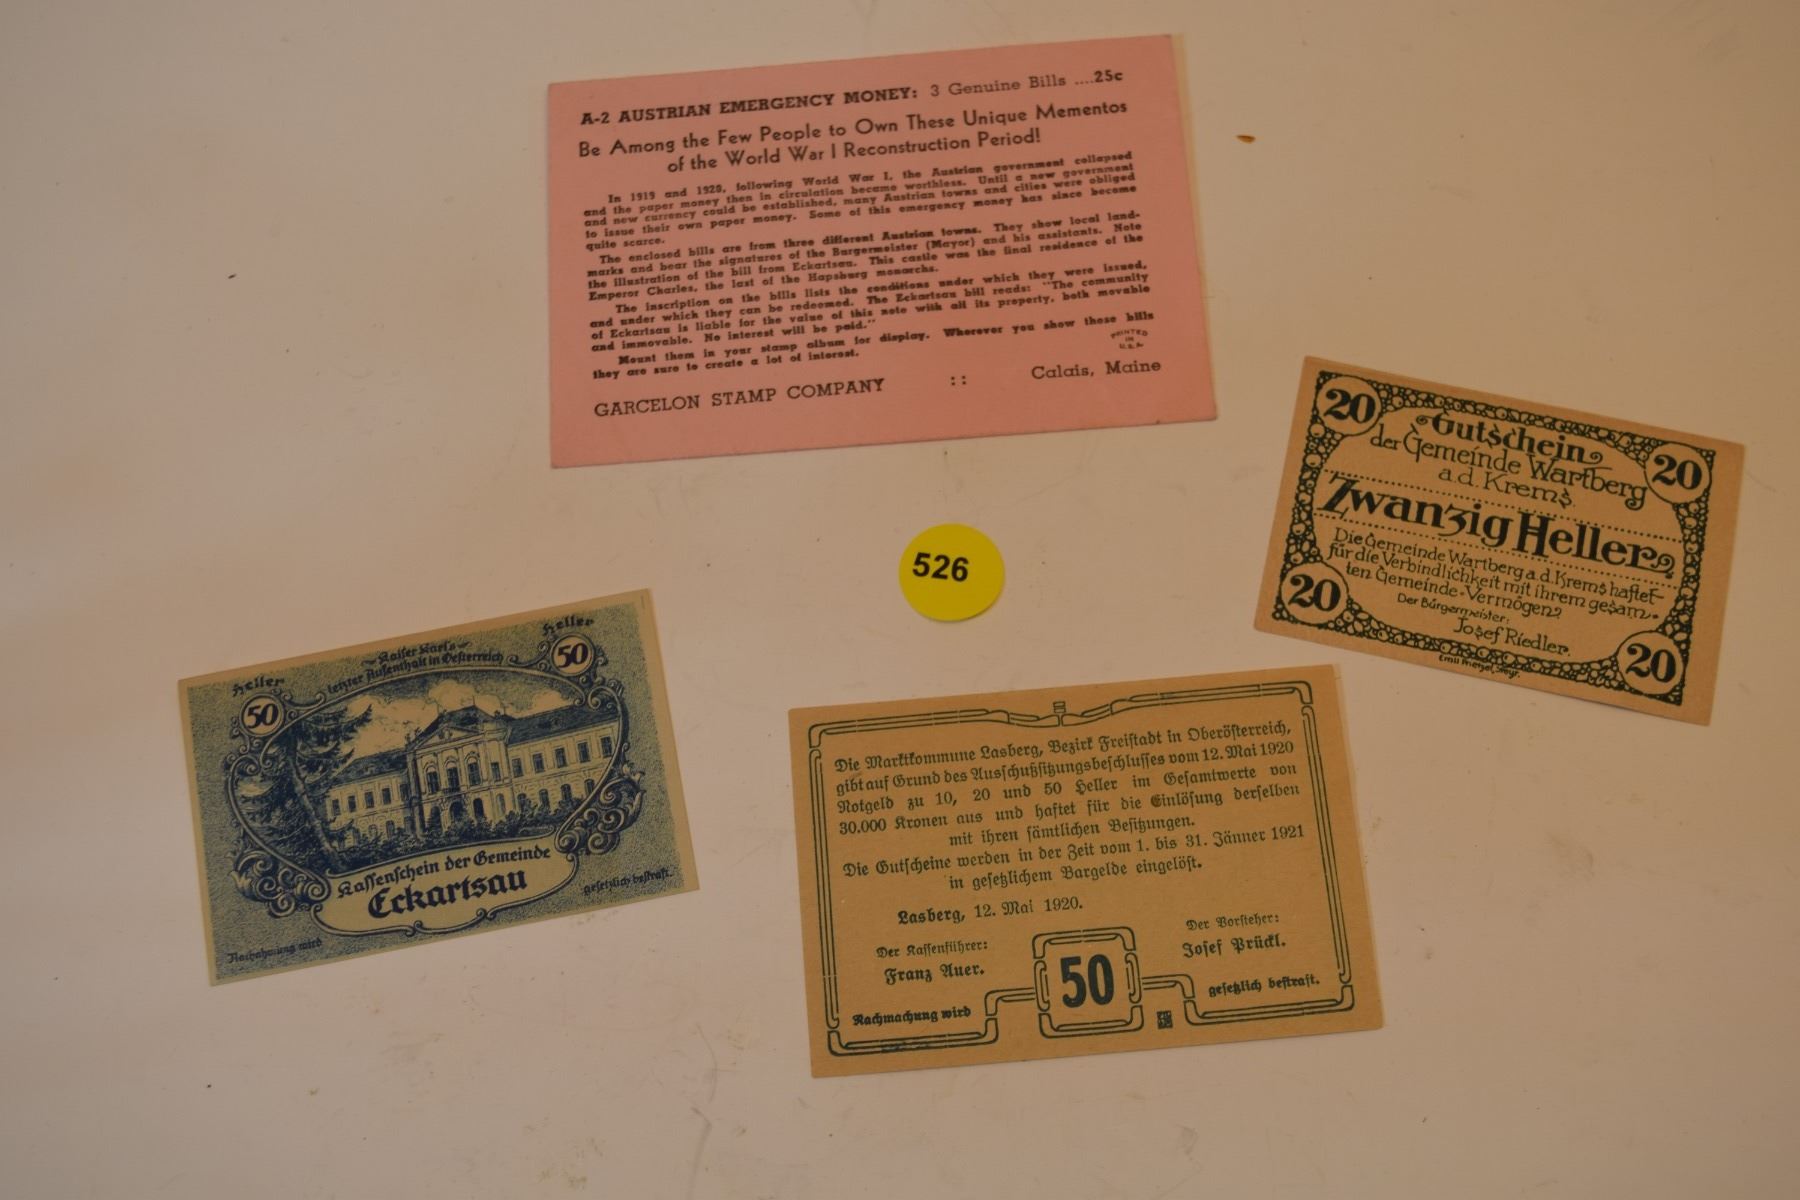 A-2 AUSTRIAN EMERGENCY MONEY: 3 Genuine Bills ....25c
Be Among the Few People to Own These Unique Mementos
of the World War I Reconstruction Period!
In 1919 and 1920, following World War I, the Austrian government collapsed
and the paper money then in circulation became worthless. Until a new government
and new currency could be established, many Austrian towns and cities were obliged
to issue their own paper money. Some of this emergency money has since become
quite scarce.
The enclosed bills are from three different Austrian towns. They show local land-
marks and bear the signatures of the Burgermeister (Mayor) and his assistants. Note
the illustration of the bill from Eckartsau. This castle was the final residence of the
Emperor Charles, the last of the Hapsburg monarchs.
The inscription on the bills lists the conditions under which they were issued,
and under which they can be redeemed. The Eckartsau bill reads: "The community
of Eckartsau is liable for the value of this note with all its property, both movable
and immovable. No interest will be paid."
Mount them in your stamp album for display. Wherever you show these bills
they are sure to create a lot of interest.
PRINTED
IN
U.S.A.
GARCELON STAMP COMPANY :: Calais, Maine
20 20
Gutschein
der Gemeinde Wartberg
a.d. Krems
Zwanzig Heller
Die Gemeinde Wartberg a.d. Krems haftet
für die Verbindlichkeit mit ihrem gesam-
ten Gemeinde-Vermögen
Der Bürgermeister:
Josef Riedler.
20 20
Emil Prietzel, Steyr.
526
Heller Heller
50 50
Kaiser Karl's
letzter Aufenthalt in Oesterreich
Kassenschein der Gemeinde
Eckartsau
Nachahmung wird gesetzlich bestraft.
Die Marktkommune Lasberg, Bezirk Freistadt in Oberösterreich,
gibt auf Grund des Ausschußsitzungsbeschlusses vom 12. Mai 1920
Notgeld zu 10, 20 und 50 Heller im Gesamtwerte von
30.000 Kronen aus und haftet für die Einlösung derselben
mit ihren sämtlichen Besitzungen.
Die Gutscheine werden in der Zeit vom 1. bis 31. Jänner 1921
in gesetzlichem Bargelde eingelöst.
Lasberg, 12. Mai 1920.
Der Kassenführer: Der Vorsteher:
Franz Auer. Josef Prückl.
50
Nachmachung wird gesetzlich bestraft.